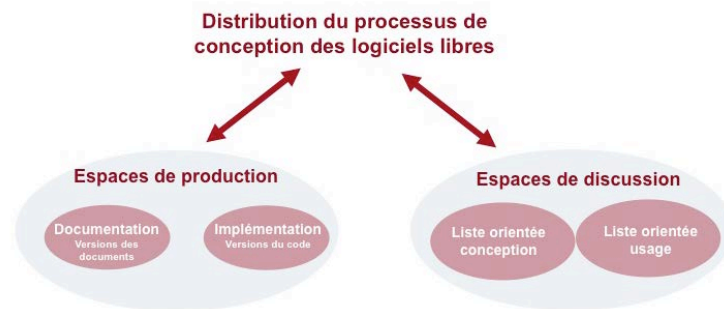 Distribution du processus de
conception des logiciels libres
Espaces de production
Documentation
Versions des
documents
Implémentation
Versions du code
Espaces de discussion
Liste orientée
conception
Liste orientée
usage